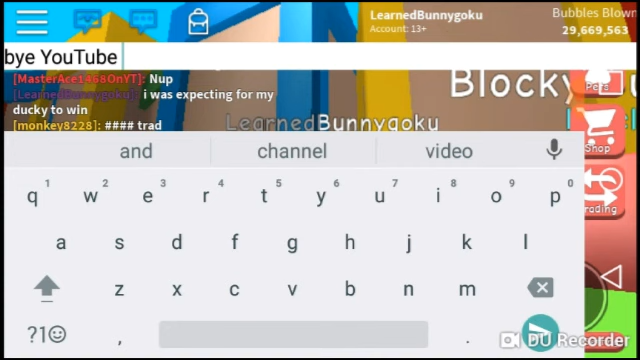 LearnedBunnygoku
Account: 13+
Bubbles Blown
29,669,563
bye YouTube
[MasterAce1468OnYT]: Nup
[LearnedBunnygoku]: i was expecting for my
ducky to win
[monkey8228]: #### trad
Blocky
LearnedBunnygoku
Pets
Shop
Trading
and channel video
q 1 w 2 e 3 r 4 t 5 y 6 u 7 i 8 o 9 p 0
a s d f g h j k l
z x c v b n m
?1☺ , .
DU Recorder